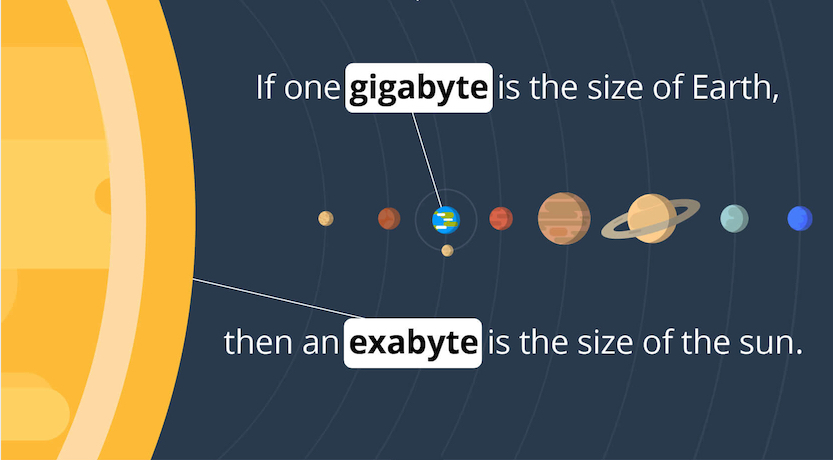 If one gigabyte is the size of Earth,
then an exabyte is the size of the sun.